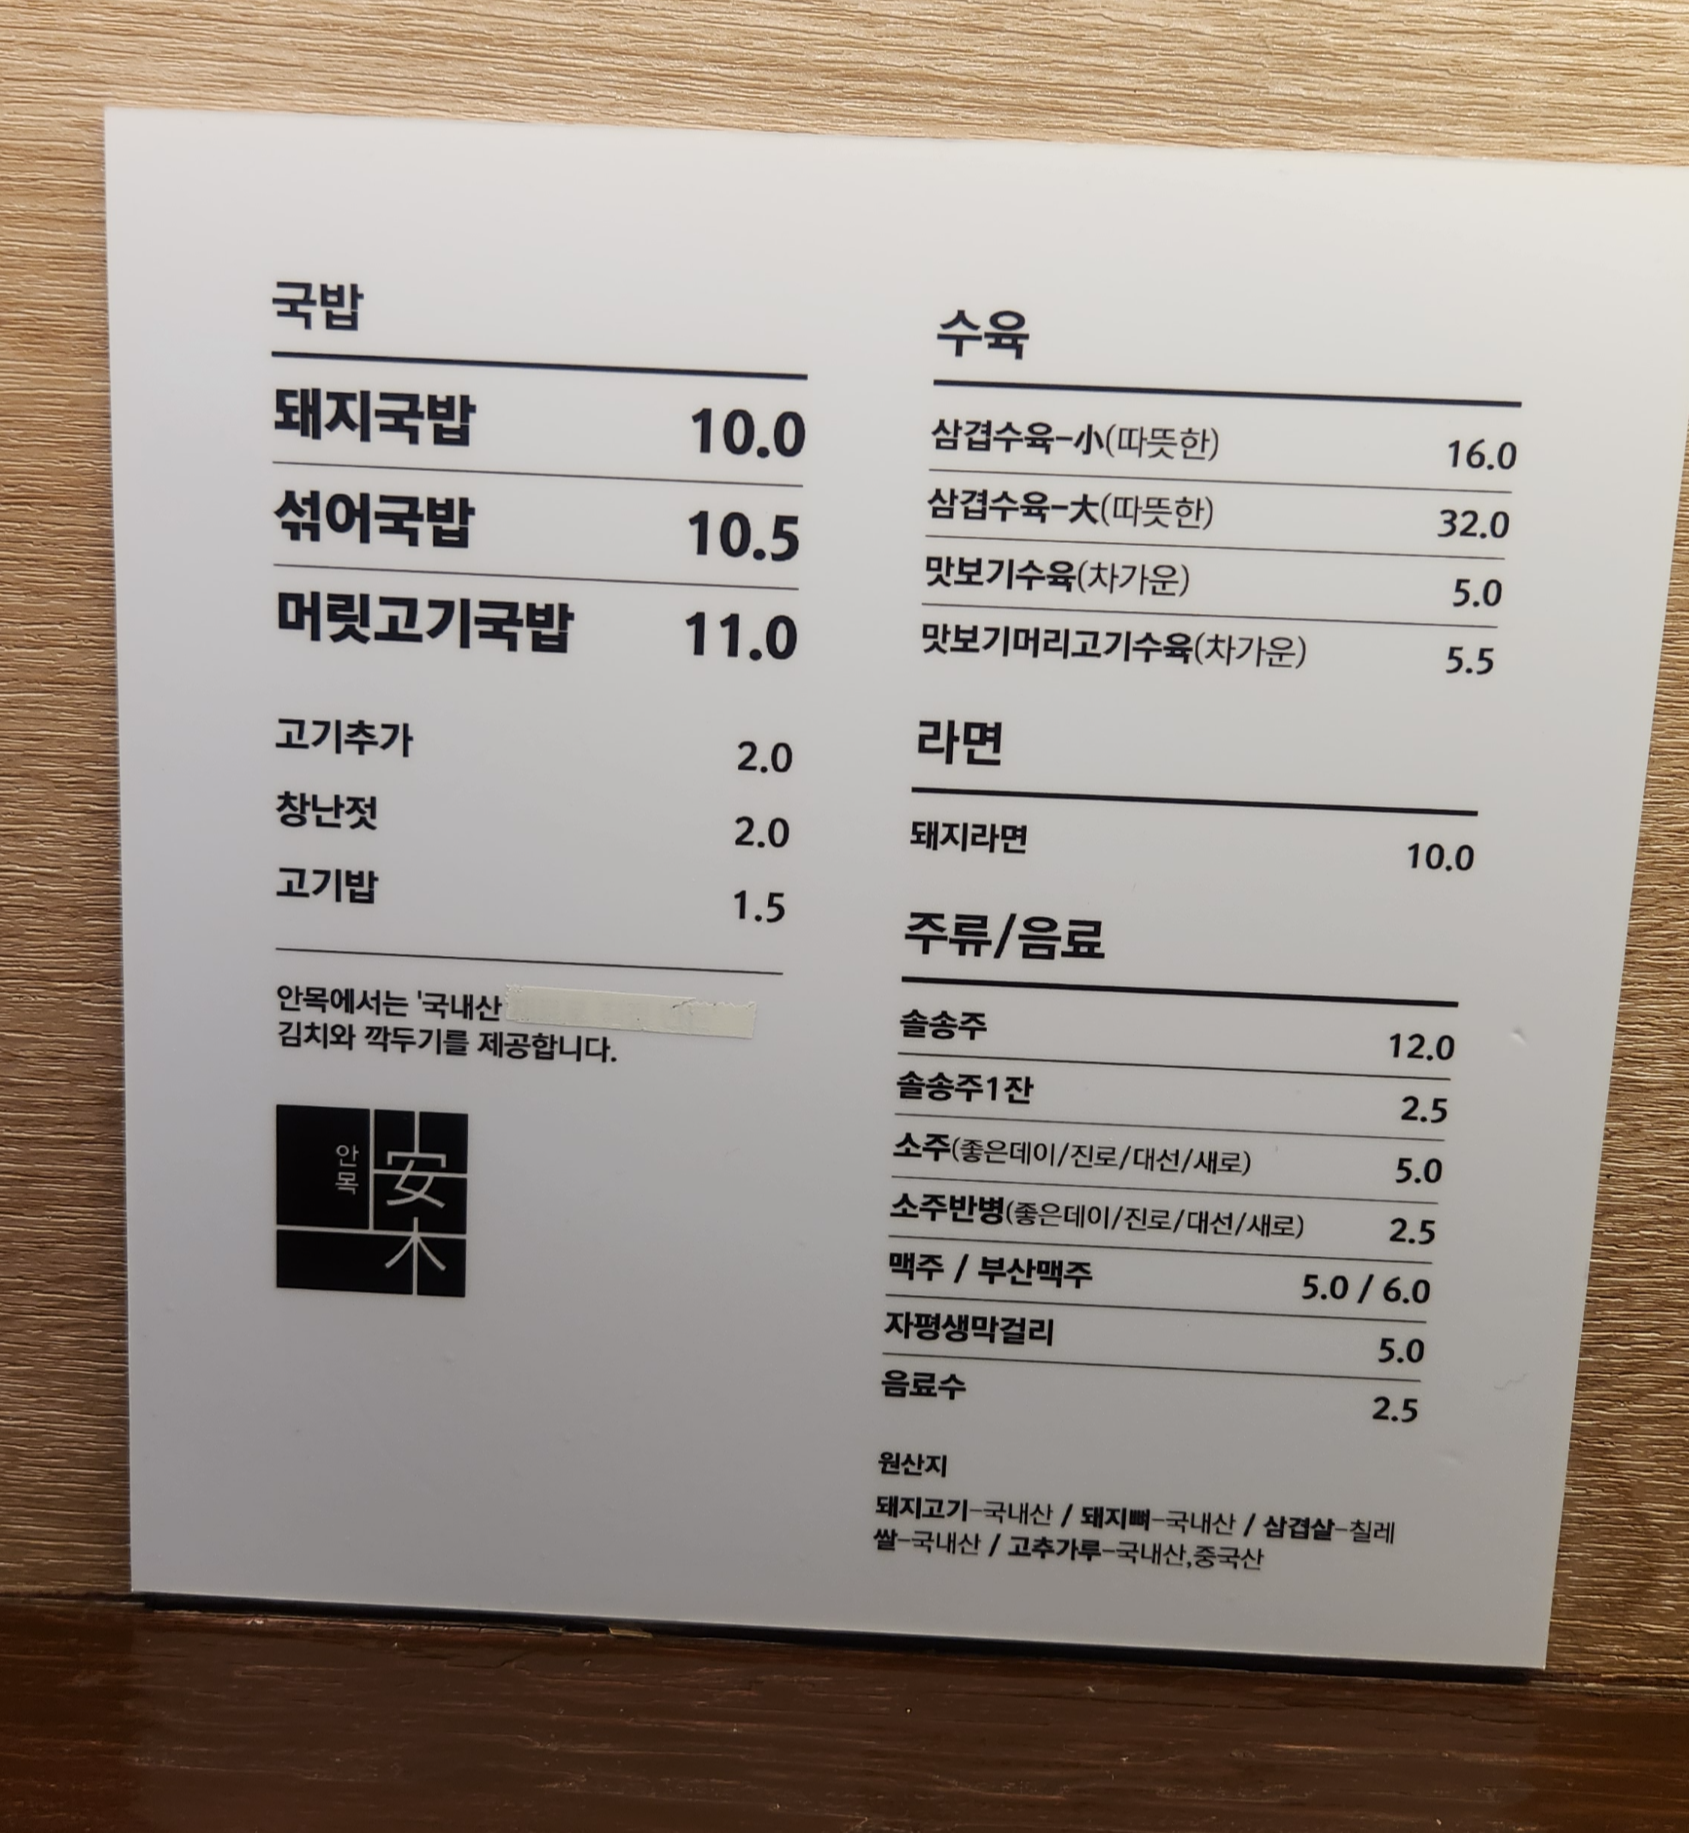 국밥
돼지국밥 10.0
섞어국밥 10.5
머릿고기국밥 11.0
고기추가 2.0
창난젓 2.0
고기밥 1.5
안목에서는 '국내산
김치와 깍두기를 제공합니다.
안목
安木
수육
삼겹수육-小(따뜻한) 16.0
삼겹수육-大(따뜻한) 32.0
맛보기수육(차가운) 5.0
맛보기머리고기수육(차가운) 5.5
라면
돼지라면 10.0
주류/음료
솔송주 12.0
솔송주1잔 2.5
소주(좋은데이/진로/대선/새로) 5.0
소주반병(좋은데이/진로/대선/새로) 2.5
맥주 / 부산맥주 5.0 / 6.0
자평생막걸리 5.0
음료수 2.5
원산지
돼지고기-국내산 / 돼지뼈-국내산 / 삼겹살-칠레
쌀-국내산 / 고추가루-국내산,중국산